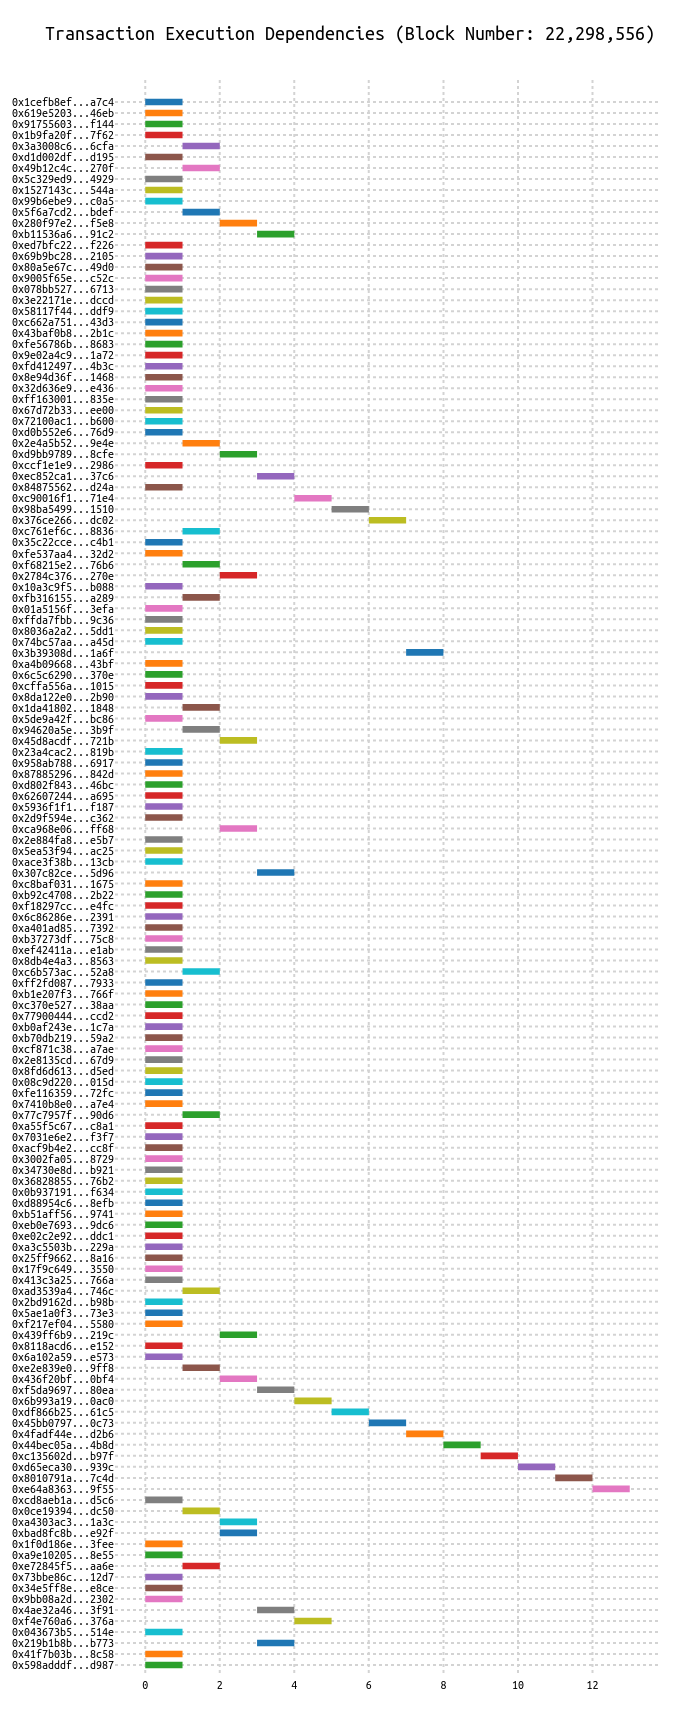 Transaction Execution Dependencies (Block Number: 22,298,556)
0x1cefb8ef...a7c4
0x619e5203...46eb
0x91755603...f144
0x1b9fa20f...7f62
0x3a3008c6...6cfa
0xd1d002df...d195
0x49b12c4c...270f
0x5c329ed9...4929
0x1527143c...544a
0x99b6ebe9...c0a5
0x5f6a7cd2...bdef
0x280f97e2...f5e8
0xb11536a6...91c2
0xed7bfc22...f226
0x69b9bc28...2105
0x80a5e67c...49d0
0x9005f65e...c52c
0x078bb527...6713
0x3e22171e...dccd
0x58117f44...ddf9
0xc662a751...43d3
0x43baf0b8...2b1c
0xfe56786b...8683
0x9e02a4c9...1a72
0xfd412497...4b3c
0x8e94d36f...1468
0x32d636e9...e436
0xff163001...835e
0x67d72b33...ee00
0x72100ac1...b600
0xd0b552e6...76d9
0x2e4a5b52...9e4e
0xd9bb9789...8cfe
0xccf1e1e9...2986
0xec852ca1...37c6
0x84875562...d24a
0xc90016f1...71e4
0x98ba5499...1510
0x376ce266...dc02
0xc761ef6c...8836
0x35c22cce...c4b1
0xfe537aa4...32d2
0xf68215e2...76b6
0x2784c376...270e
0x10a3c9f5...b088
0xfb316155...a289
0x01a5156f...3efa
0xffda7fbb...9c36
0x8036a2a2...5dd1
0x74bc57aa...a45d
0x3b39308d...1a6f
0xa4b09668...43bf
0x6c5c6290...370e
0xcffa556a...1015
0x8da122e0...2b90
0x1da41802...1848
0x5de9a42f...bc86
0x94620a5e...3b9f
0x45d8acdf...721b
0x23a4cac2...819b
0x958ab788...6917
0x87885296...842d
0xd802f843...46bc
0x62607244...a695
0x5936f1f1...f187
0x2d9f594e...c362
0xca968e06...ff68
0x2e884fa8...e5b7
0x5ea53f94...ac25
0xace3f38b...13cb
0x307c82ce...5d96
0xc8baf031...1675
0xb92c4708...2b22
0xf18297cc...e4fc
0x6c86286e...2391
0xa401ad85...7392
0xb37273df...75c8
0xef42411a...e1ab
0x8db4e4a3...8563
0xc6b573ac...52a8
0xff2fd087...7933
0xb1e207f3...766f
0xc370e527...38aa
0x77900444...ccd2
0xb0af243e...1c7a
0xb70db219...59a2
0xcf871c38...a7ae
0x2e8135cd...67d9
0x8fd6d613...d5ed
0x08c9d220...015d
0xfe116359...72fc
0x7410b8e0...a7e4
0x77c7957f...90d6
0xa55f5c67...c8a1
0x7031e6e2...f3f7
0xacf9b4e2...cc8f
0x3002fa05...8729
0x34730e8d...b921
0x36828855...76b2
0x0b937191...f634
0xd88954c6...8efb
0xb51aff56...9741
0xeb0e7693...9dc6
0xe02c2e92...ddc1
0xa3c5503b...229a
0x25ff9662...8a16
0x17f9c649...3550
0x413c3a25...766a
0xad3539a4...746c
0x2bd9162d...b98b
0x5ae1a0f3...73e3
0xf217ef04...5580
0x439ff6b9...219c
0x8118acd6...e152
0x6a102a59...e573
0xe2e839e0...9ff8
0x436f20bf...0bf4
0xf5da9697...80ea
0x6b993a19...0ac0
0xdf866b25...61c5
0x45bb0797...0c73
0x4fadf44e...d2b6
0x44bec05a...4b8d
0xc135602d...b97f
0xd65eca30...939c
0x8010791a...7c4d
0xe64a8363...9f55
0xcd8aeb1a...d5c6
0x0ce19394...dc50
0xa4303ac3...1a3c
0xbad8fc8b...e92f
0x1f0d186e...3fee
0xa9e10205...8e55
0xe72845f5...aa6e
0x73bbe86c...12d7
0x34e5ff8e...e8ce
0x9bb08a2d...2302
0x4ae32a46...3f91
0xf4e760a6...376a
0x043673b5...514e
0x219b1b8b...b773
0x41f7b03b...8c58
0x598adddf...d987
0 2 4 6 8 10 12